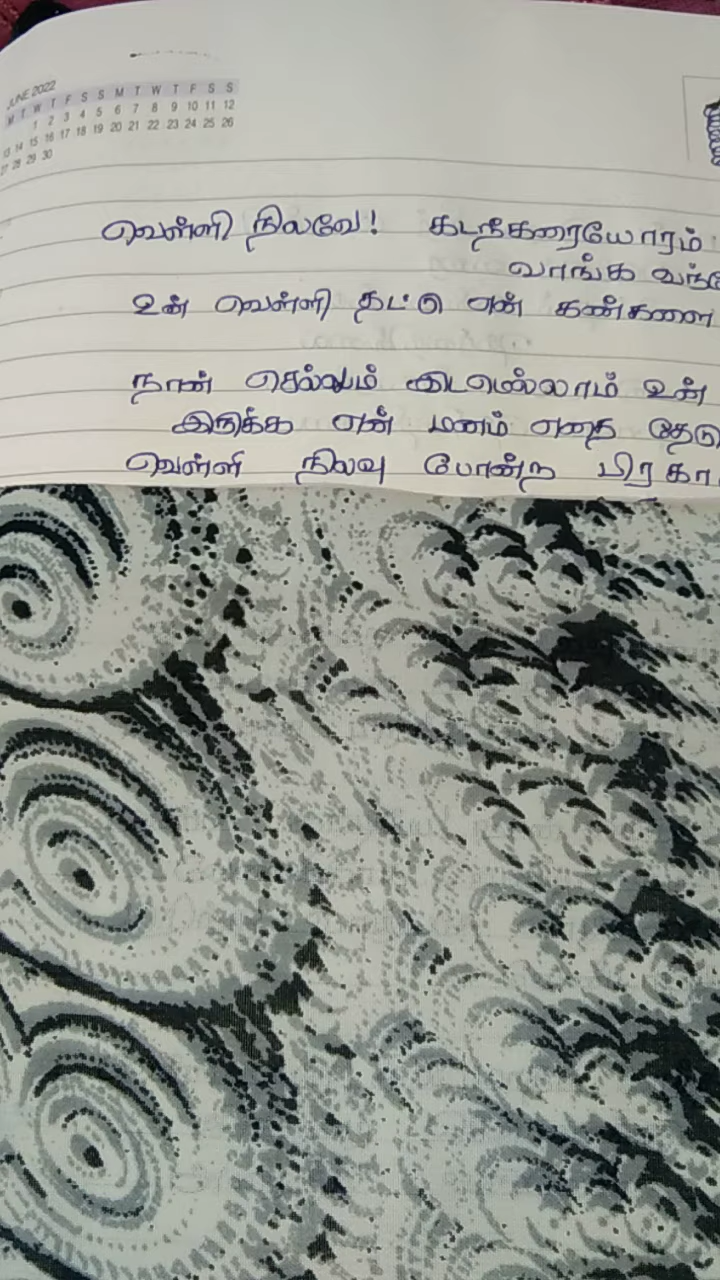 JUNE 2022
M T W T F S S M T W T F S S
1 2 3 4 5 6 7 8 9 10 11 12
13 14 15 16 17 18 19 20 21 22 23 24 25 26
27 28 29 30
வெள்ளி நிலவே! கடற்கரையோரம்
வாங்க
உன் வெள்ளி தட்டு என் கண்களை
நான் செல்லும் இடமெல்லாம் உன்
இருக்க என் மனம் எதை
வெள்ளி நிலவு போன்ற